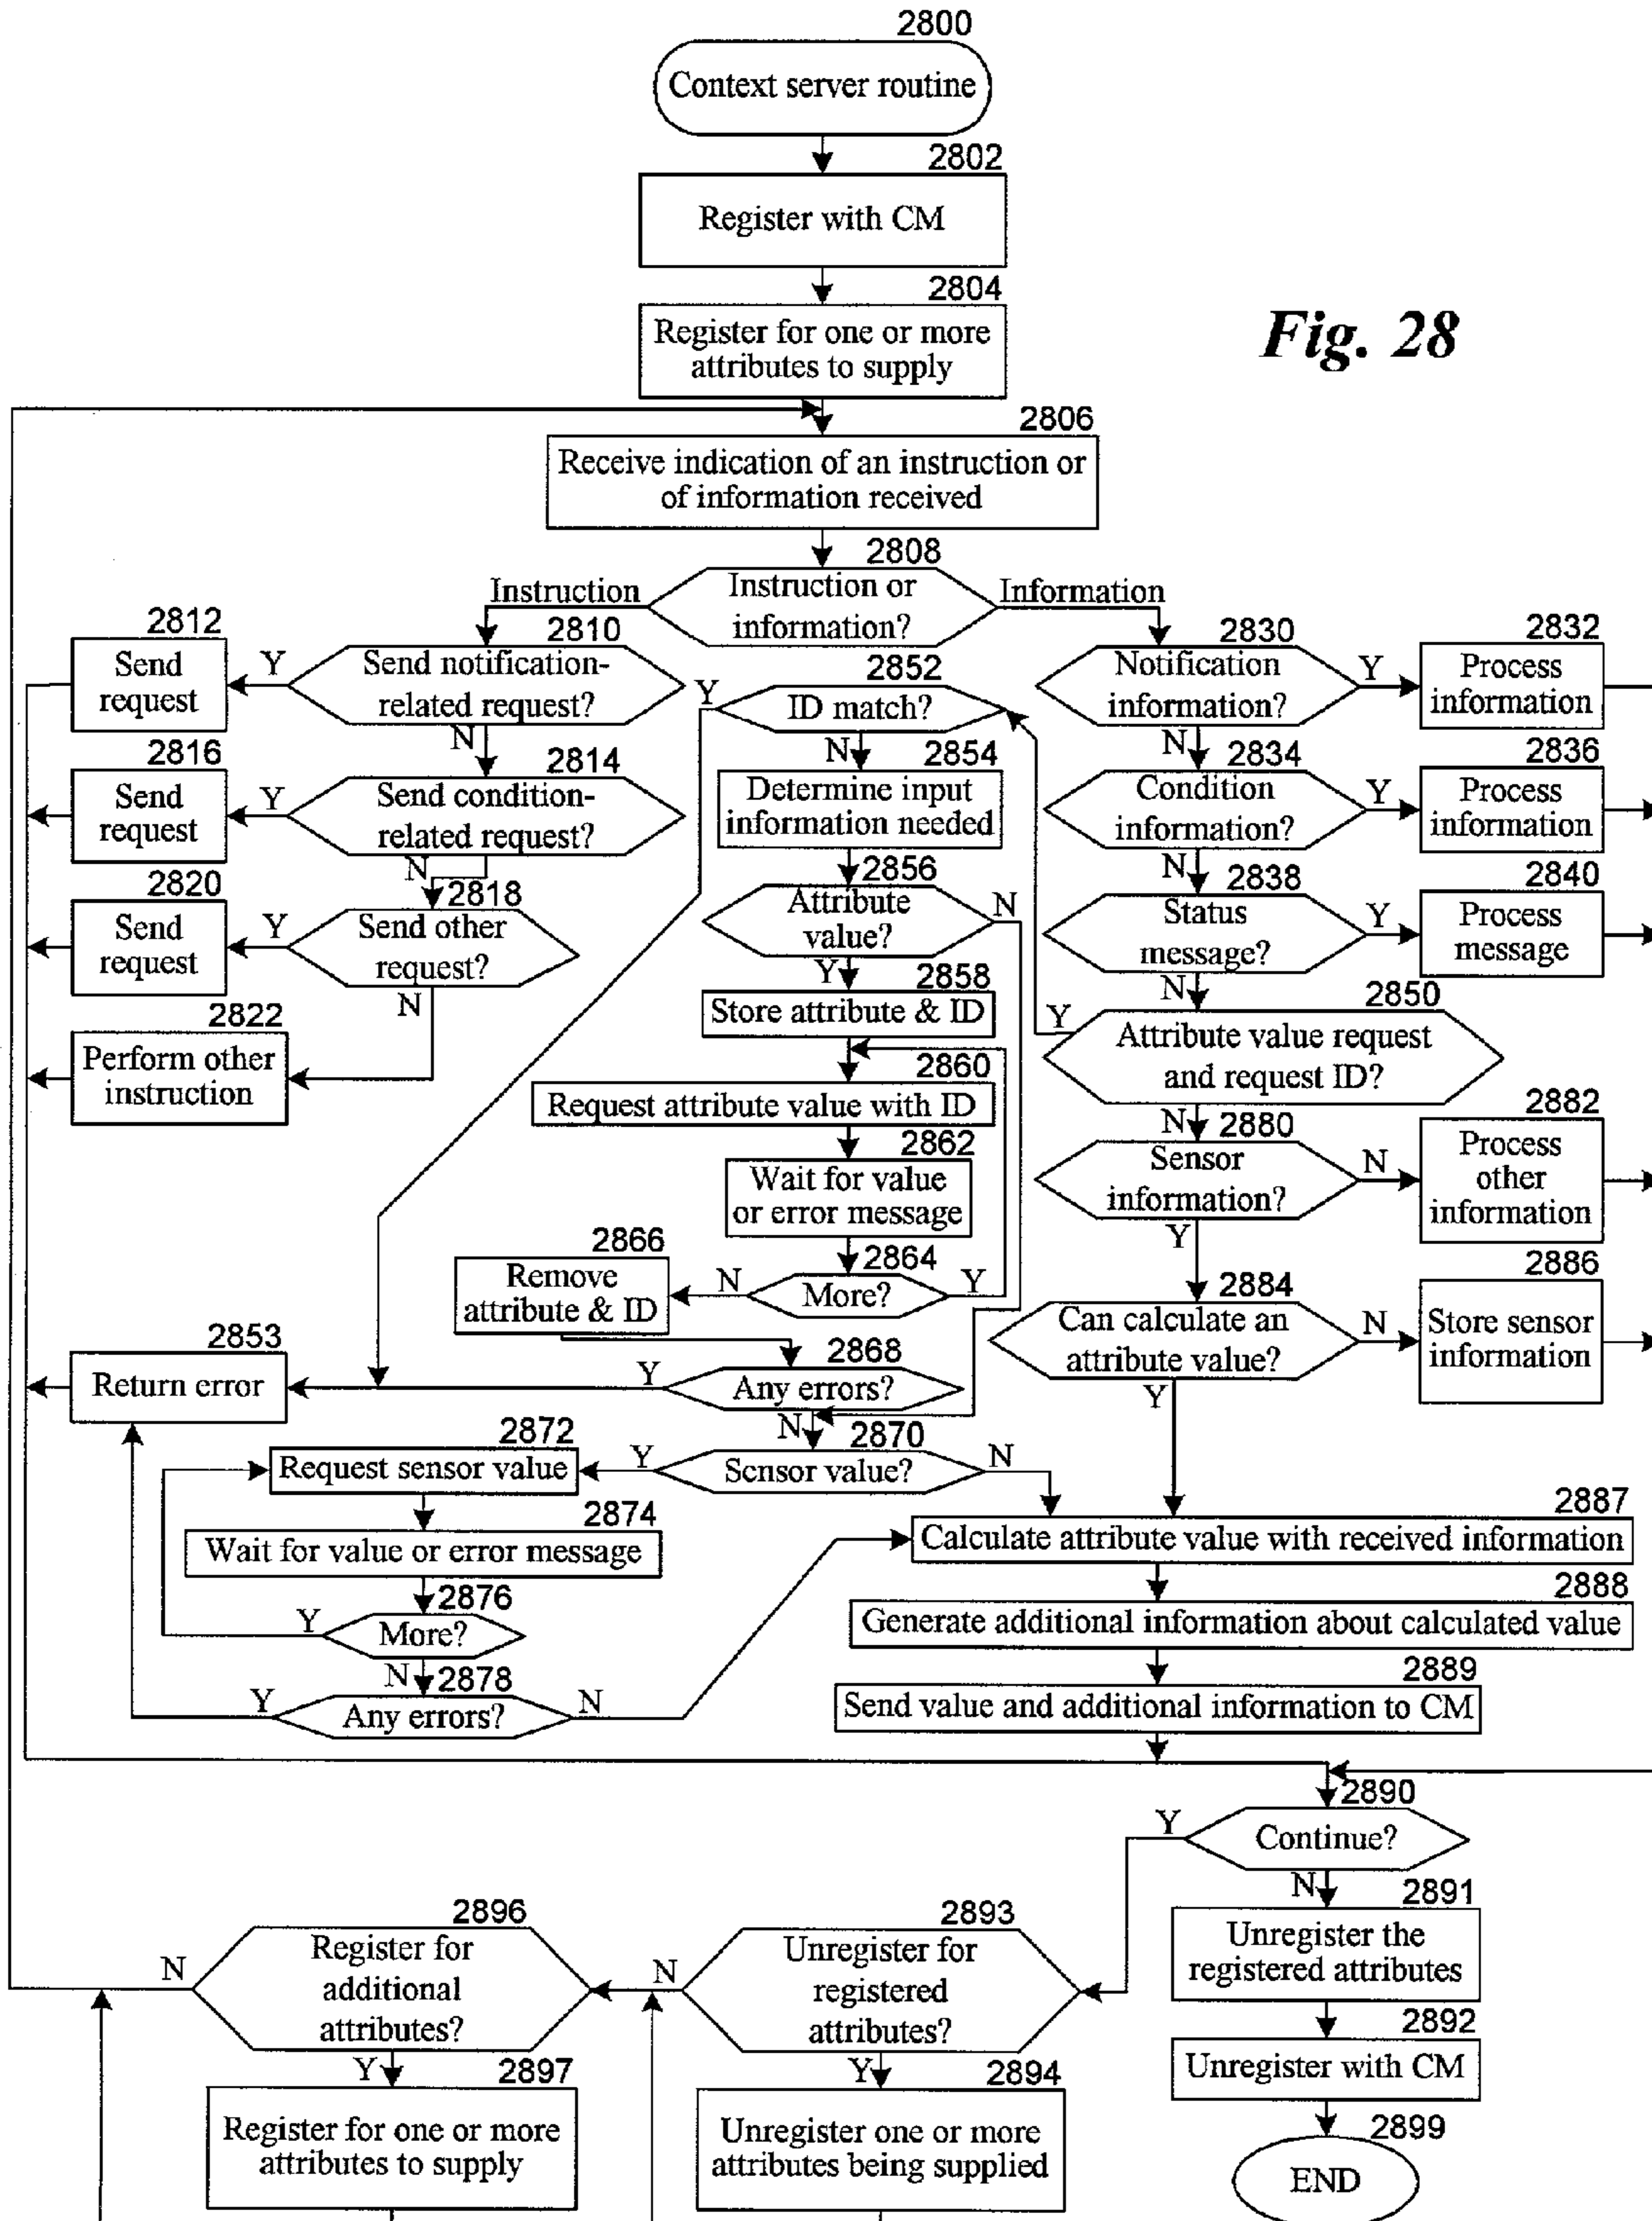 2800
Context server routine
2802
Register with CM
2804
Register for one or more
attributes to supply
Fig. 28
2806
Receive indication of an instruction or
of information received
2808
Instruction or
information?
Instruction
Information
2810
Send notification-
related request?
Y
N
2812
Send
request
2814
Send condition-
related request?
Y
N
2816
Send
request
2818
Send other
request?
Y
N
2820
Send
request
2822
Perform other
instruction
2830
Notification
information?
Y
N
2832
Process
information
2834
Condition
information?
Y
N
2836
Process
information
2838
Status
message?
Y
N
2840
Process
message
2850
Attribute value request
and request ID?
Y
N
2852
ID match?
Y
N
2854
Determine input
information needed
2856
Attribute
value?
N
Y
2858
Store attribute & ID
2860
Request attribute value with ID
2862
Wait for value
or error message
2864
More?
N
Y
2866
Remove
attribute & ID
2868
Any errors?
Y
N
2853
Return error
2870
Sensor value?
Y
N
2872
Request sensor value
2874
Wait for value or error message
2876
More?
Y
N
2878
Any errors?
Y
N
2880
Sensor
information?
N
Y
2882
Process
other
information
2884
Can calculate an
attribute value?
N
Y
2886
Store sensor
information
2887
Calculate attribute value with received information
2888
Generate additional information about calculated value
2889
Send value and additional information to CM
2890
Continue?
Y
N
2891
Unregister the
registered attributes
2892
Unregister with CM
2899
END
2893
Unregister for
registered
attributes?
N
Y
2894
Unregister one or more
attributes being supplied
2896
Register for
additional
attributes?
N
Y
2897
Register for one or more
attributes to supply